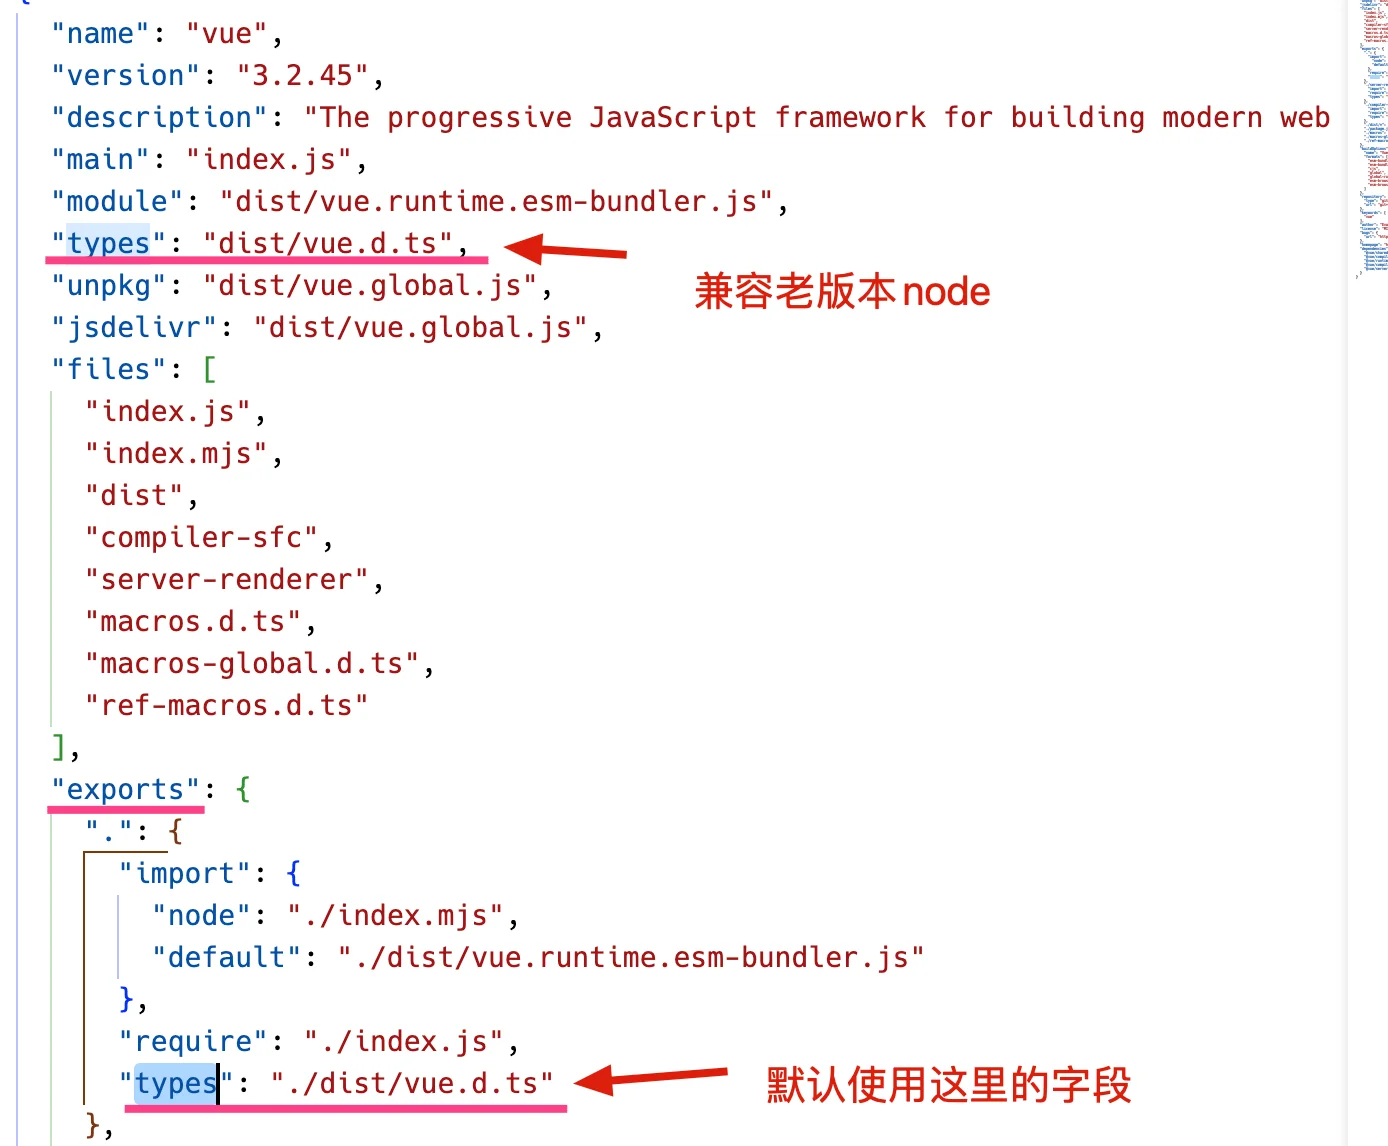 {
"name": "vue",
"version": "3.2.45",
"description": "The progressive JavaScript framework for building modern web
"main": "index.js",
"module": "dist/vue.runtime.esm-bundler.js",
"types": "dist/vue.d.ts",
兼容老版本node
"unpkg": "dist/vue.global.js",
"jsdelivr": "dist/vue.global.js",
"files": [
"index.js",
"index.mjs",
"dist",
"compiler-sfc",
"server-renderer",
"macros.d.ts",
"macros-global.d.ts",
"ref-macros.d.ts"
],
"exports": {
".": {
"import": {
"node": "./index.mjs",
"default": "./dist/vue.runtime.esm-bundler.js"
},
"require": "./index.js",
"types": "./dist/vue.d.ts"
默认使用这里的字段
},